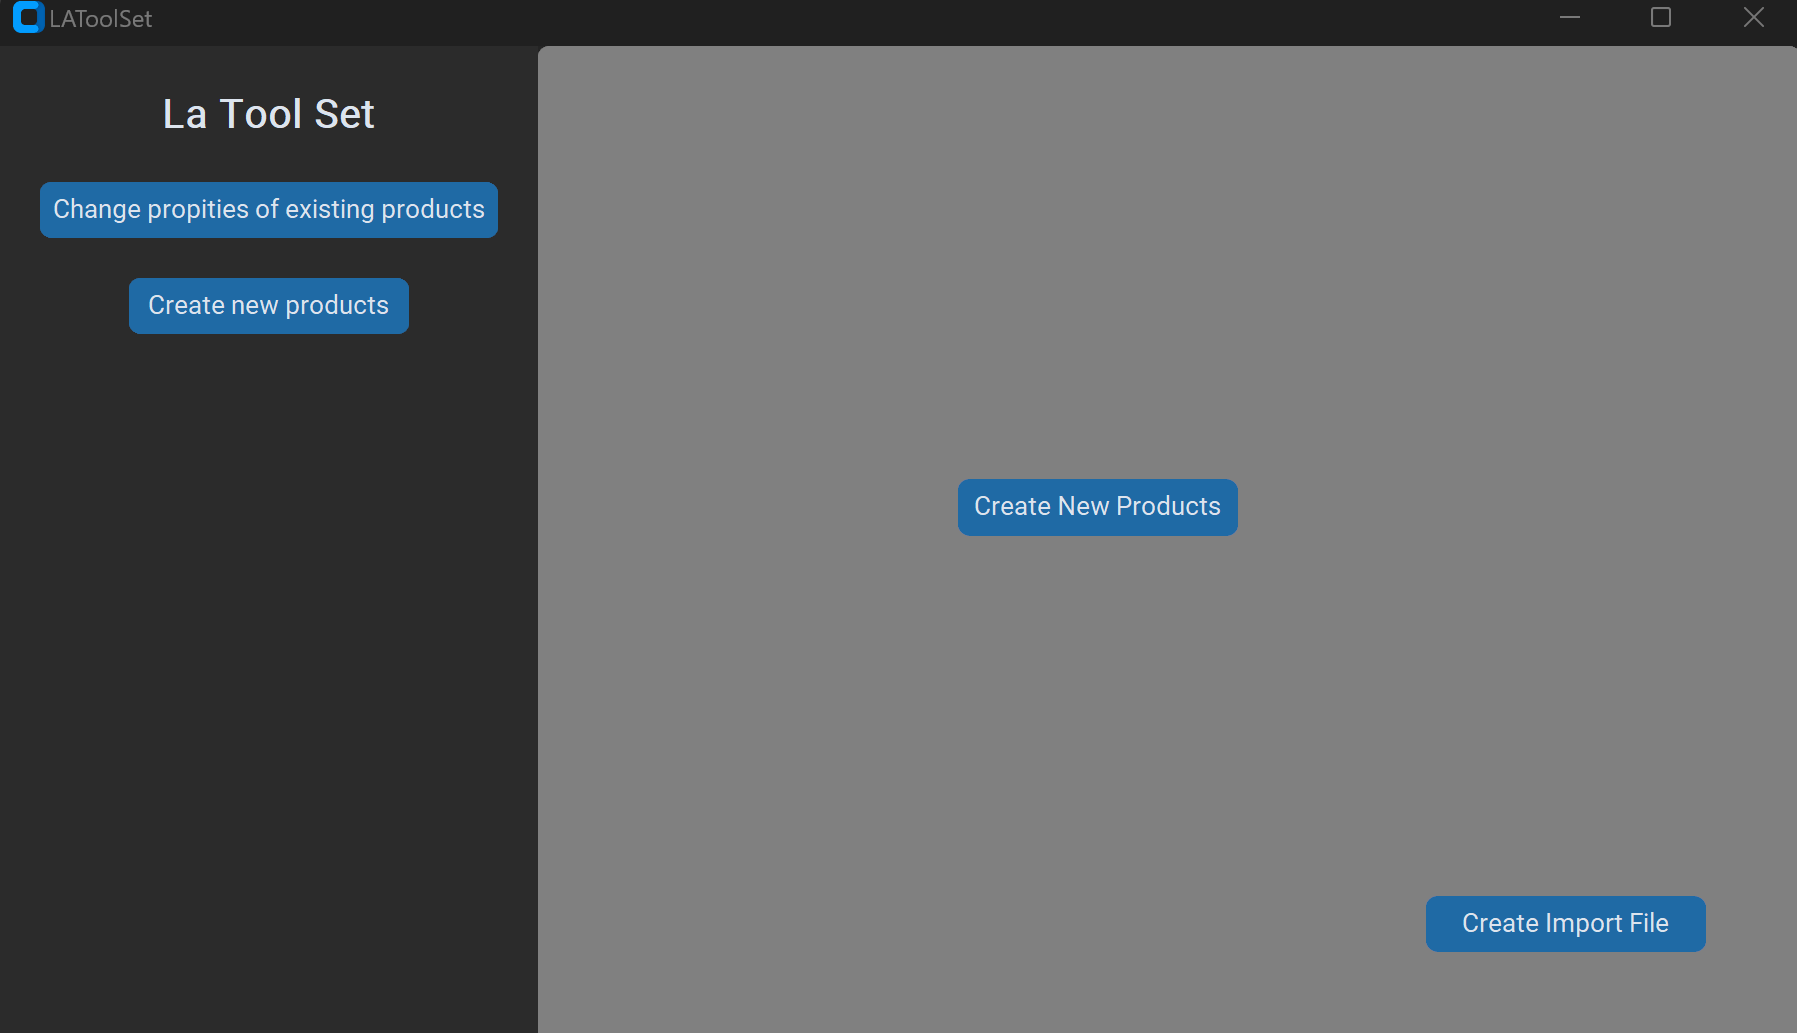 LAToolSet
La Tool Set
Change propities of existing products
Create new products
Create New Products
Create Import File